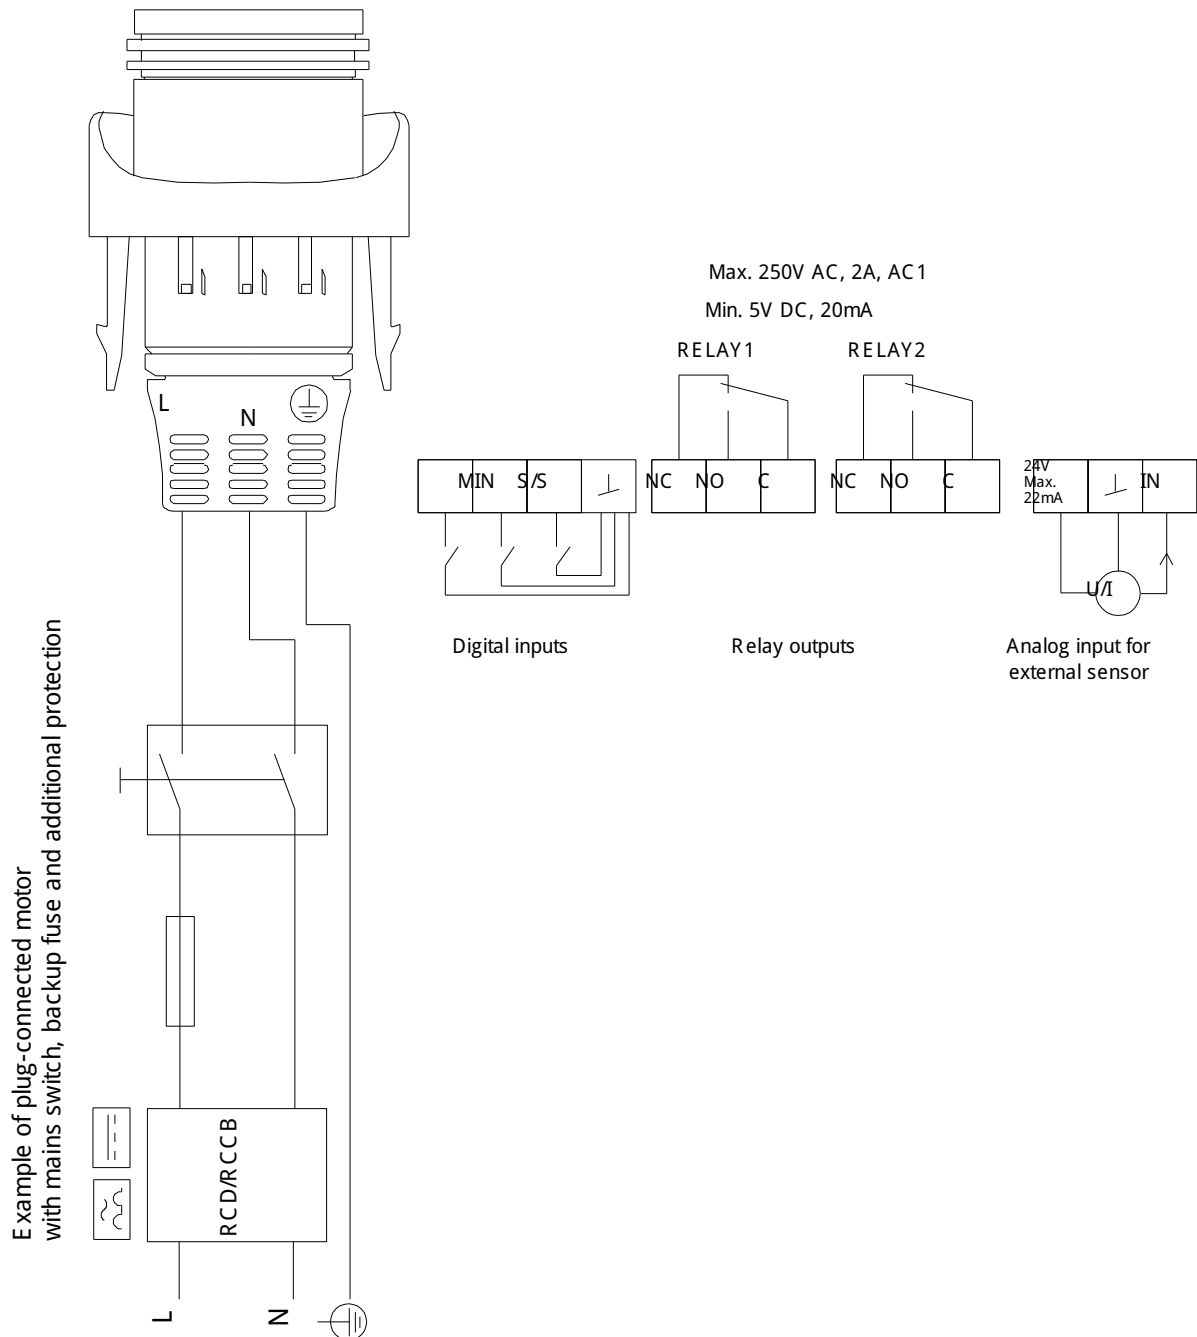 Max. 250V AC, 2A, AC1
Min. 5V DC, 20mA
RELAY1
RELAY2
L
N
MIN
S/S
NC
NO
C
NC
NO
C
24V
Max.
22mA
IN
U/I
Digital inputs
Relay outputs
Analog input for
external sensor
Example of plug-connected motor
with mains switch, backup fuse and additional protection
RCD/RCCB
L
N